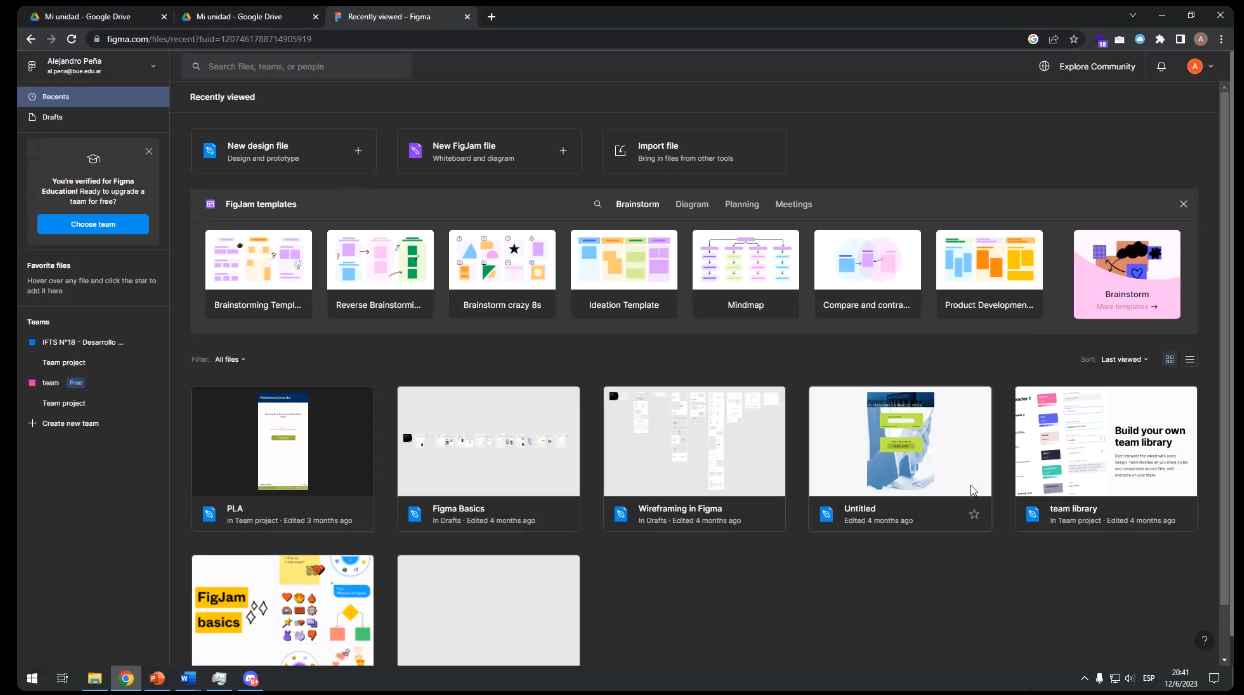 Mi unidad - Google Drive
Mi unidad - Google Drive
Recently viewed – Figma
figma.com/files/recent?fuid=1207461788714905919
18
A
Alejandro Peña
al.pena@bue.edu.ar
Search files, teams, or people
Explore Community
A
Recents
Drafts
Recently viewed
You're verified for Figma
Education! Ready to upgrade a
team for free?
Choose team
New design file
Design and prototype
New FigJam file
Whiteboard and diagram
Import file
Bring in files from other tools
FigJam templates
Brainstorm
Diagram
Planning
Meetings
Brainstorming Templ...
Reverse Brainstormi...
Brainstorm crazy 8s
Ideation Template
Mindmap
Compare and contra...
Product Developmen...
Brainstorm
More templates →
Favorite files
Hover over any file and click the star to
add it here
Teams
IFTS N°18 - Desarrollo ...
Team project
team Free
Team project
Create new team
Filter: All files
Sort: Last viewed
Build your own
team library
PLA
In Team project · Edited 3 months ago
Figma Basics
In Drafts · Edited 4 months ago
Wireframing in Figma
In Drafts · Edited 4 months ago
Untitled
Edited 4 months ago
team library
In Team project · Edited 4 months ago
FigJam
basics
?
ESP
20:41
12/6/2023